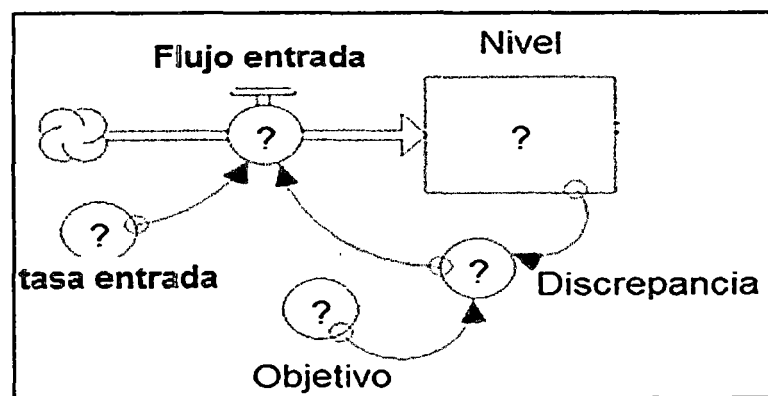 Nivel
Flujo entrada
?
?
?
tasa entrada
?
Discrepancia
?
Objetivo